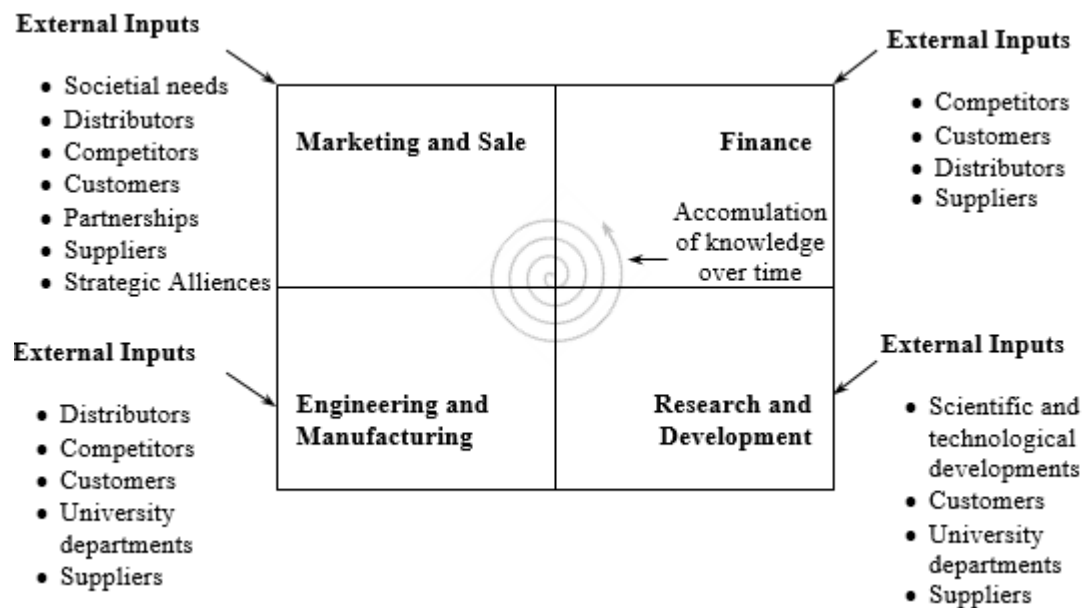 External Inputs
• Societial needs
• Distributors
• Competitors
• Customers
• Partnerships
• Suppliers
• Strategic Alliences
External Inputs
• Competitors
• Customers
• Distributors
• Suppliers
Marketing and Sale
Finance
Accomulation
of knowledge
over time
External Inputs
• Distributors
• Competitors
• Customers
• University
departments
• Suppliers
Engineering and
Manufacturing
Research and
Development
External Inputs
• Scientific and
technological
developments
• Customers
• University
departments
• Suppliers